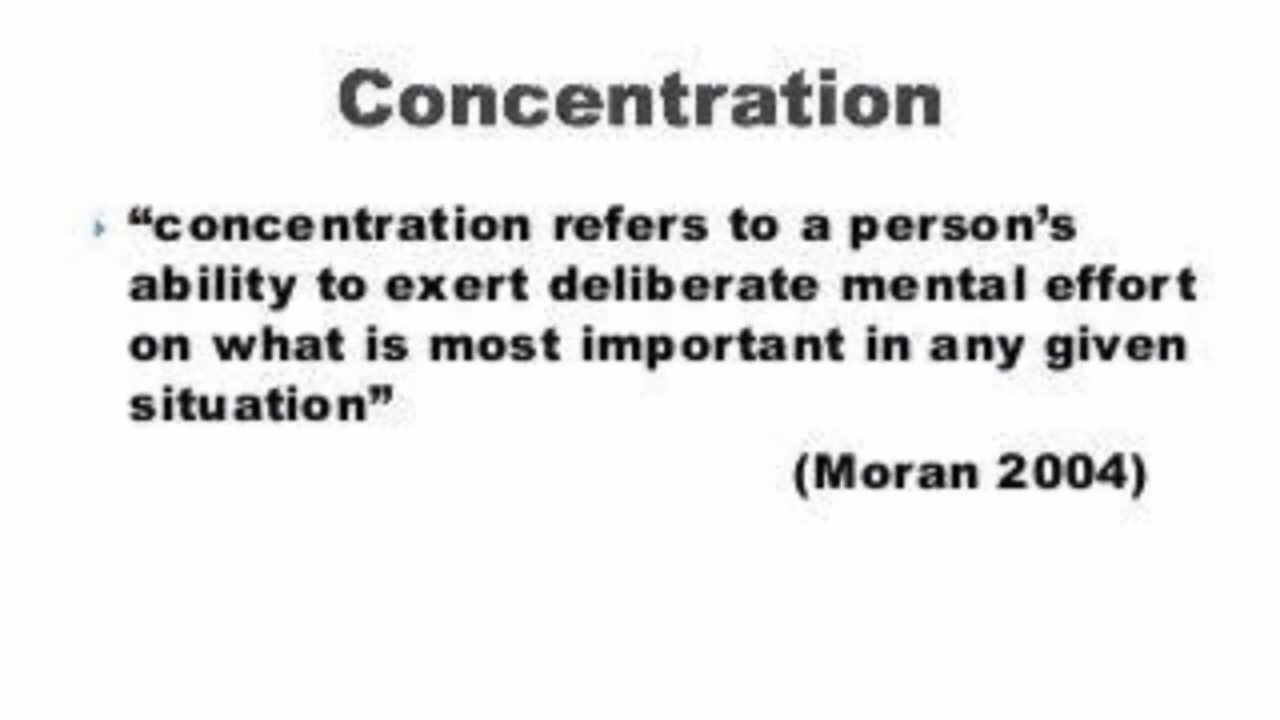 Concentration
“concentration refers to a person’s
ability to exert deliberate mental effort
on what is most important in any given
situation”
(Moran 2004)